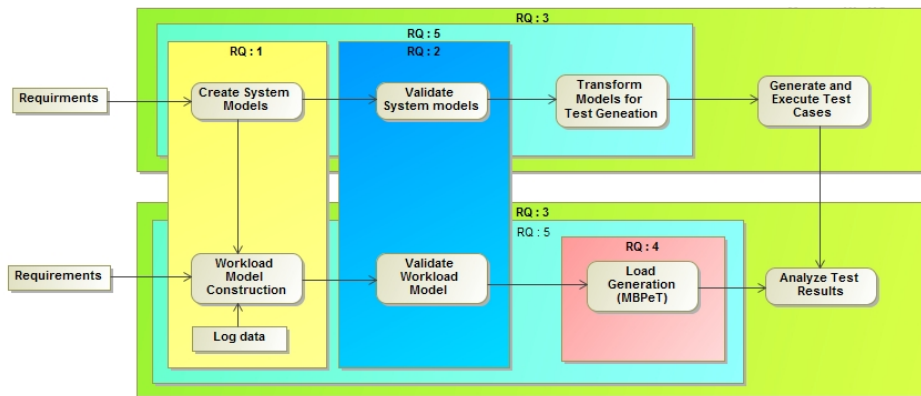 RQ : 3
RQ : 5
RQ : 1
RQ : 2
Requirments
Create System
Models
Validate
System models
Transform
Models for
Test Geneation
Generate and
Execute Test
Cases
RQ : 3
RQ : 5
RQ : 4
Requirements
Workload
Model
Construction
Validate
Workload
Model
Load
Generation
(MBPeT)
Analyze Test
Results
Log data